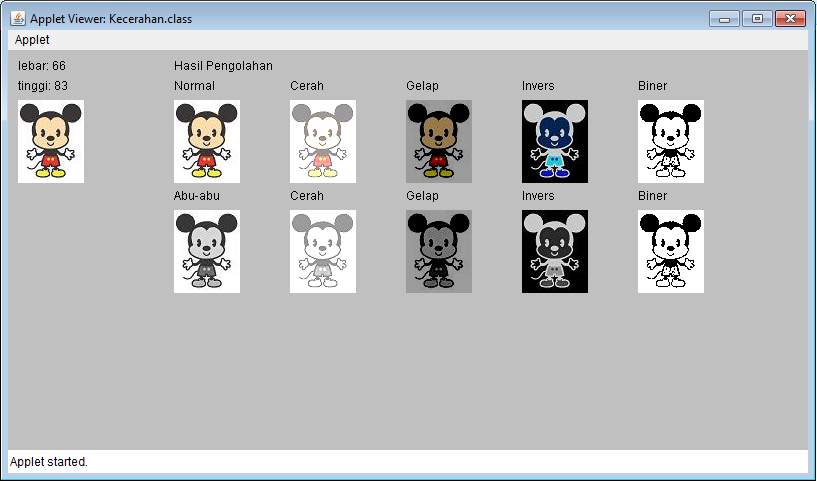 Applet Viewer: Kecerahan.class
Applet
lebar: 66 Hasil Pengolahan
tinggi: 83 Normal Cerah Gelap Invers Biner
Abu-abu Cerah Gelap Invers Biner
Applet started.